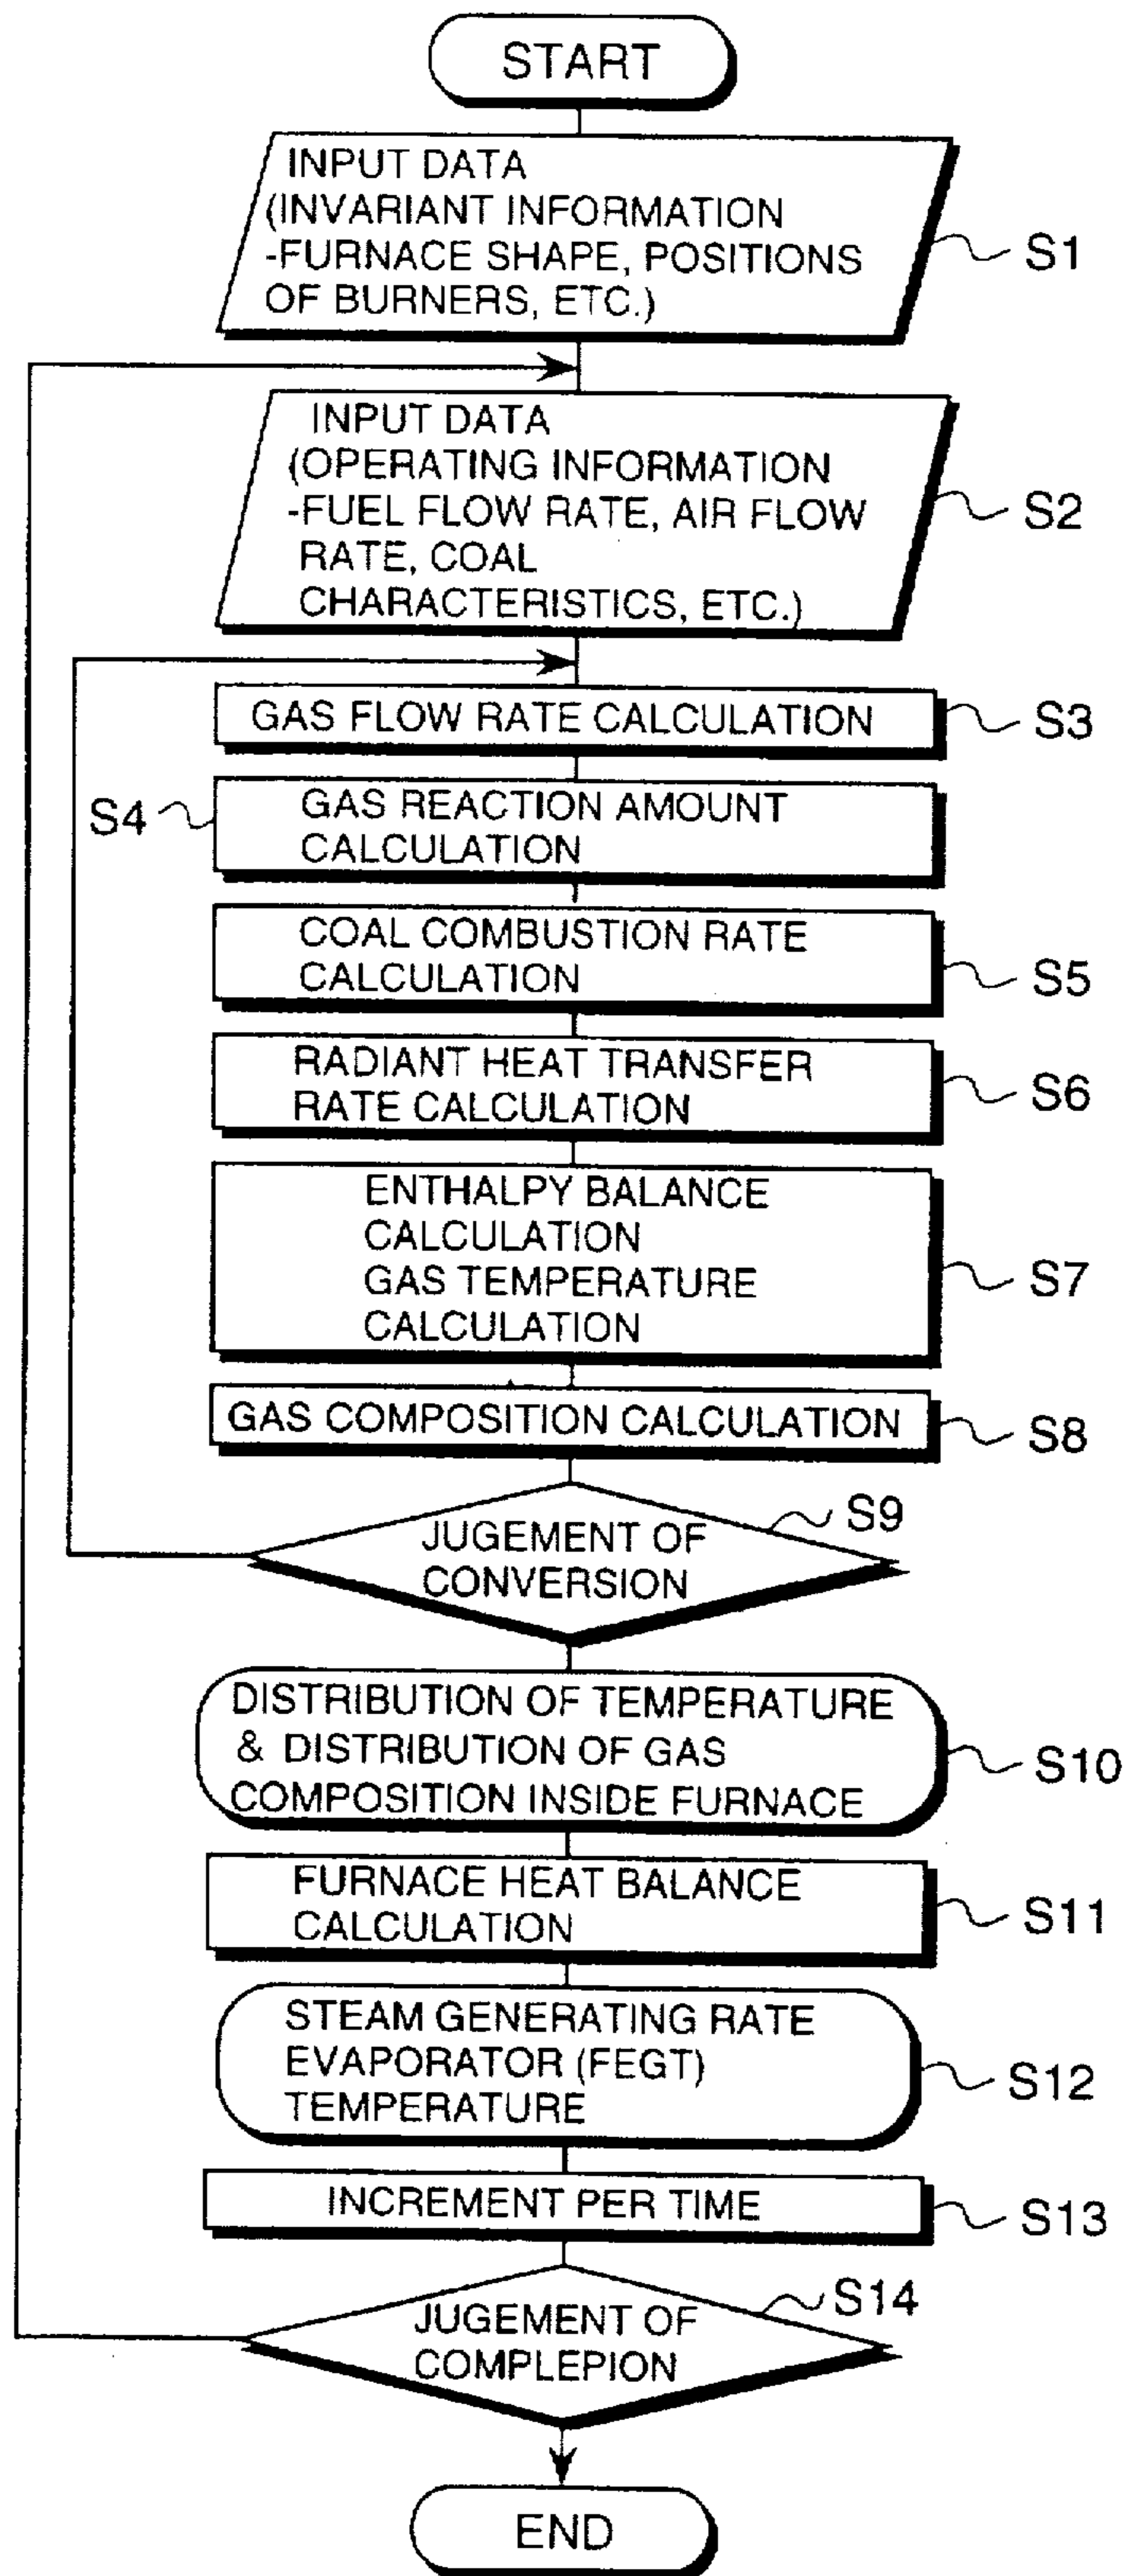 START
INPUT DATA
(INVARIANT INFORMATION
-FURNACE SHAPE, POSITIONS
OF BURNERS, ETC.)
S1
INPUT DATA
(OPERATING INFORMATION
-FUEL FLOW RATE, AIR FLOW
RATE, COAL
CHARACTERISTICS, ETC.)
S2
GAS FLOW RATE CALCULATION
S3
S4
GAS REACTION AMOUNT
CALCULATION
COAL COMBUSTION RATE
CALCULATION
S5
RADIANT HEAT TRANSFER
RATE CALCULATION
S6
ENTHALPY BALANCE
CALCULATION
GAS TEMPERATURE
CALCULATION
S7
GAS COMPOSITION CALCULATION
S8
JUGEMENT OF
CONVERSION
S9
DISTRIBUTION OF TEMPERATURE
& DISTRIBUTION OF GAS
COMPOSITION INSIDE FURNACE
S10
FURNACE HEAT BALANCE
CALCULATION
S11
STEAM GENERATING RATE
EVAPORATOR (FEGT)
TEMPERATURE
S12
INCREMENT PER TIME
S13
JUGEMENT OF
COMPLEPION
S14
END